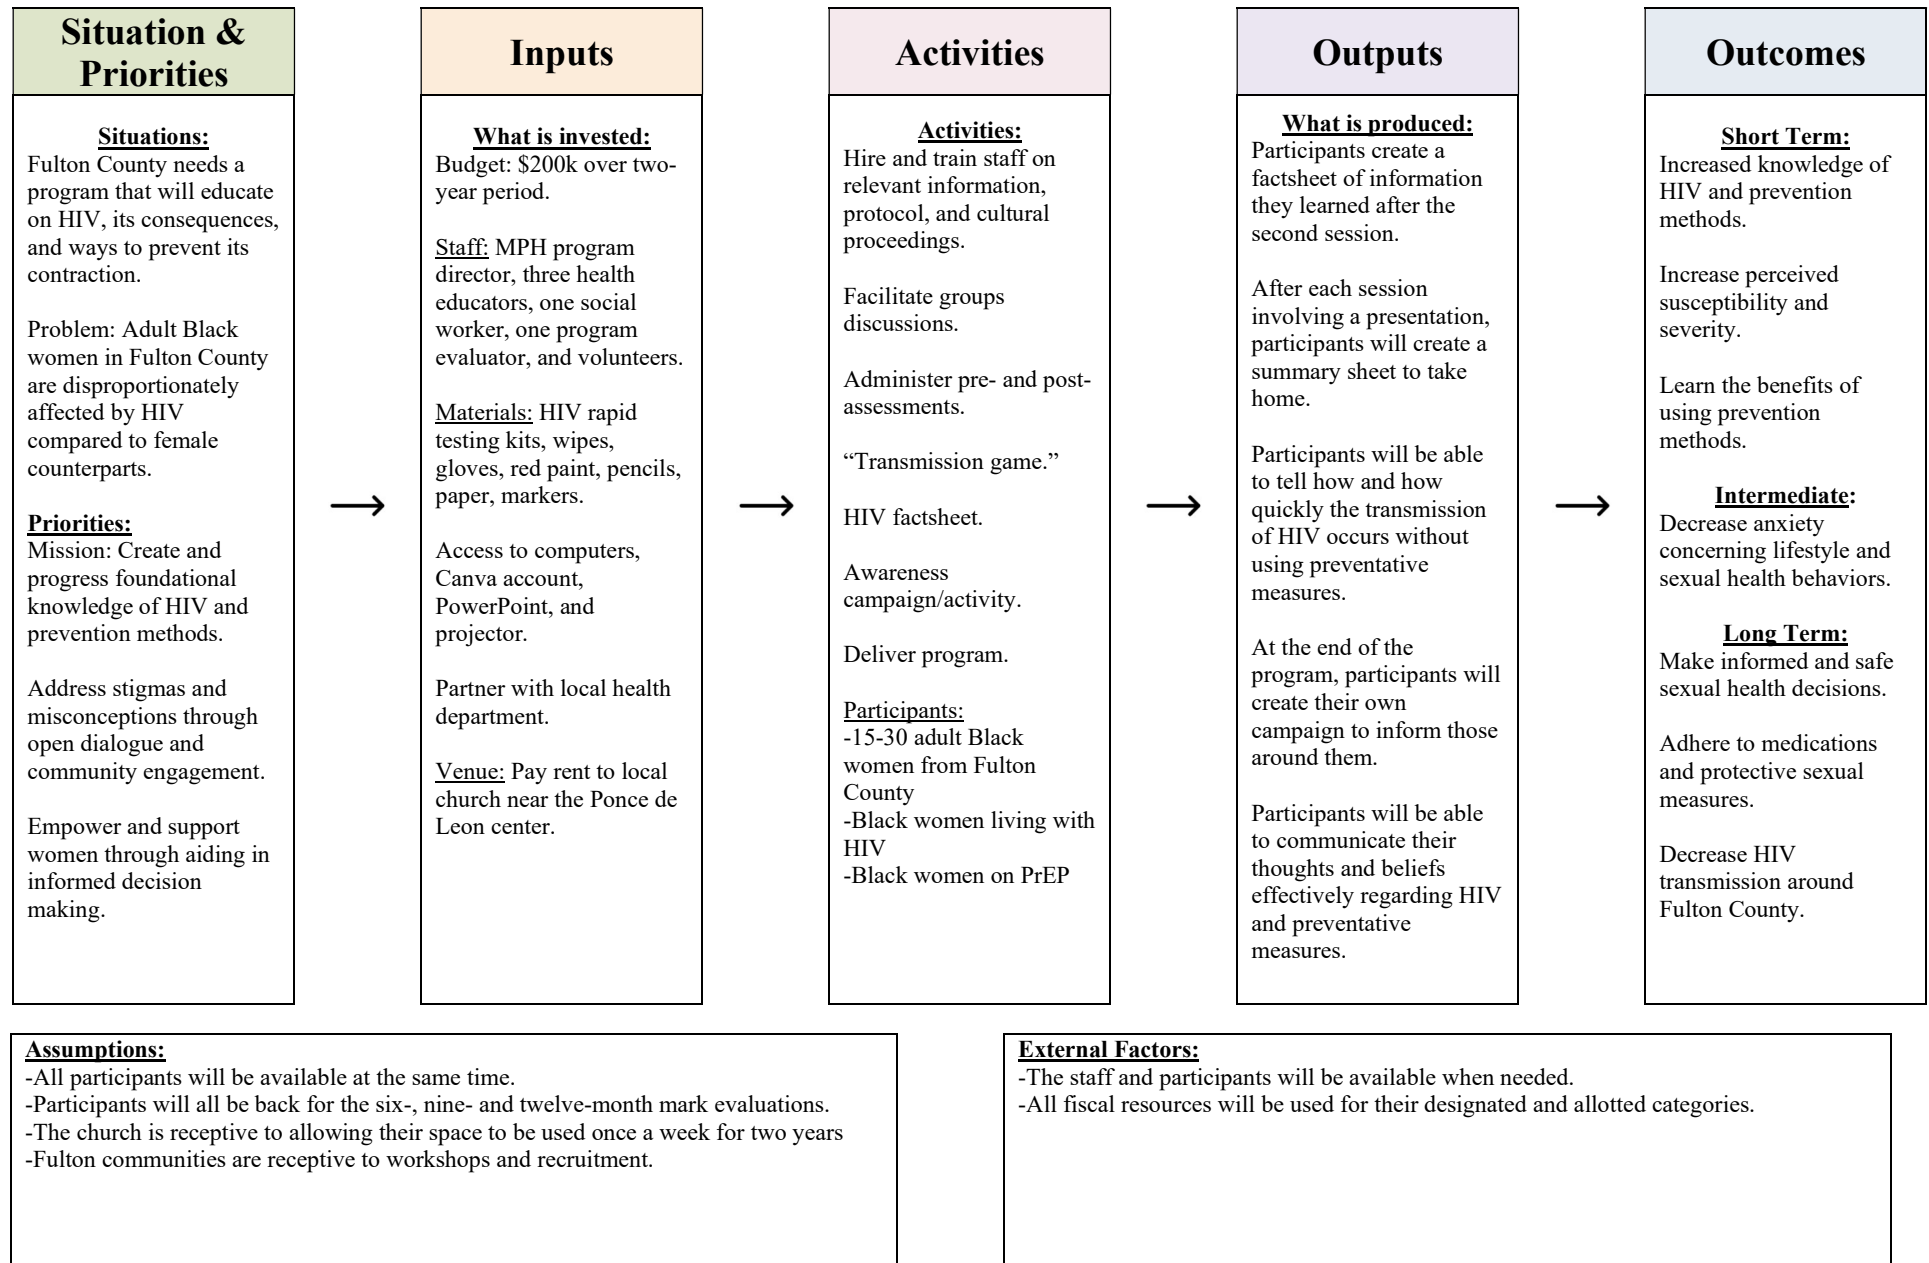 Situation &
Priorities
Situations:
Fulton County needs a
program that will educate
on HIV, its consequences,
and ways to prevent its
contraction.
Problem: Adult Black
women in Fulton County
are disproportionately
affected by HIV
compared to female
counterparts.
Priorities:
Mission: Create and
progress foundational
knowledge of HIV and
prevention methods.
Address stigmas and
misconceptions through
open dialogue and
community engagement.
Empower and support
women through aiding in
informed decision
making.
Inputs
What is invested:
Budget: $200k over two-
year period.
Staff: MPH program
director, three health
educators, one social
worker, one program
evaluator, and volunteers.
Materials: HIV rapid
testing kits, wipes,
gloves, red paint, pencils,
paper, markers.
Access to computers,
Canva account,
PowerPoint, and
projector.
Partner with local health
department.
Venue: Pay rent to local
church near the Ponce de
Leon center.
Activities
Activities:
Hire and train staff on
relevant information,
protocol, and cultural
proceedings.
Facilitate groups
discussions.
Administer pre- and post-
assessments.
“Transmission game.”
HIV factsheet.
Awareness
campaign/activity.
Deliver program.
Participants:
-15-30 adult Black
women from Fulton
County
-Black women living with
HIV
-Black women on PrEP
Outputs
What is produced:
Participants create a
factsheet of information
they learned after the
second session.
After each session
involving a presentation,
participants will create a
summary sheet to take
home.
Participants will be able
to tell how and how
quickly the transmission
of HIV occurs without
using preventative
measures.
At the end of the
program, participants will
create their own
campaign to inform those
around them.
Participants will be able
to communicate their
thoughts and beliefs
effectively regarding HIV
and preventative
measures.
Outcomes
Short Term:
Increased knowledge of
HIV and prevention
methods.
Increase perceived
susceptibility and
severity.
Learn the benefits of
using prevention
methods.
Intermediate:
Decrease anxiety
concerning lifestyle and
sexual health behaviors.
Long Term:
Make informed and safe
sexual health decisions.
Adhere to medications
and protective sexual
measures.
Decrease HIV
transmission around
Fulton County.
Assumptions:
-All participants will be available at the same time.
-Participants will all be back for the six-, nine- and twelve-month mark evaluations.
-The church is receptive to allowing their space to be used once a week for two years
-Fulton communities are receptive to workshops and recruitment.
External Factors:
-The staff and participants will be available when needed.
-All fiscal resources will be used for their designated and allotted categories.